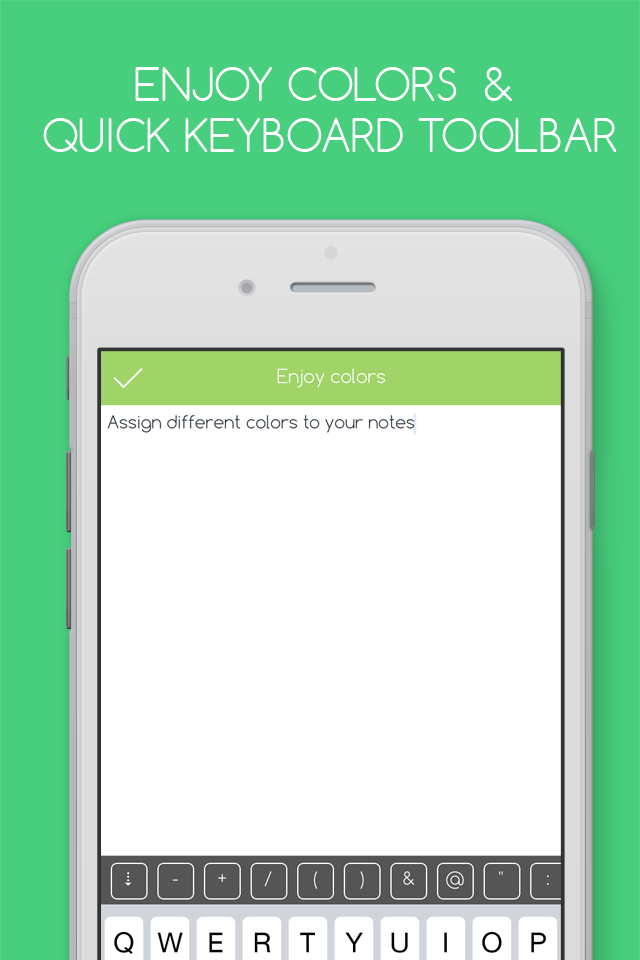 ENJOY COLORS &
QUICK KEYBOARD TOOLBAR
Enjoy colors
Assign different colors to your notes
⇣ - + / ( ) & @ " :
Q W E R T Y U I O P